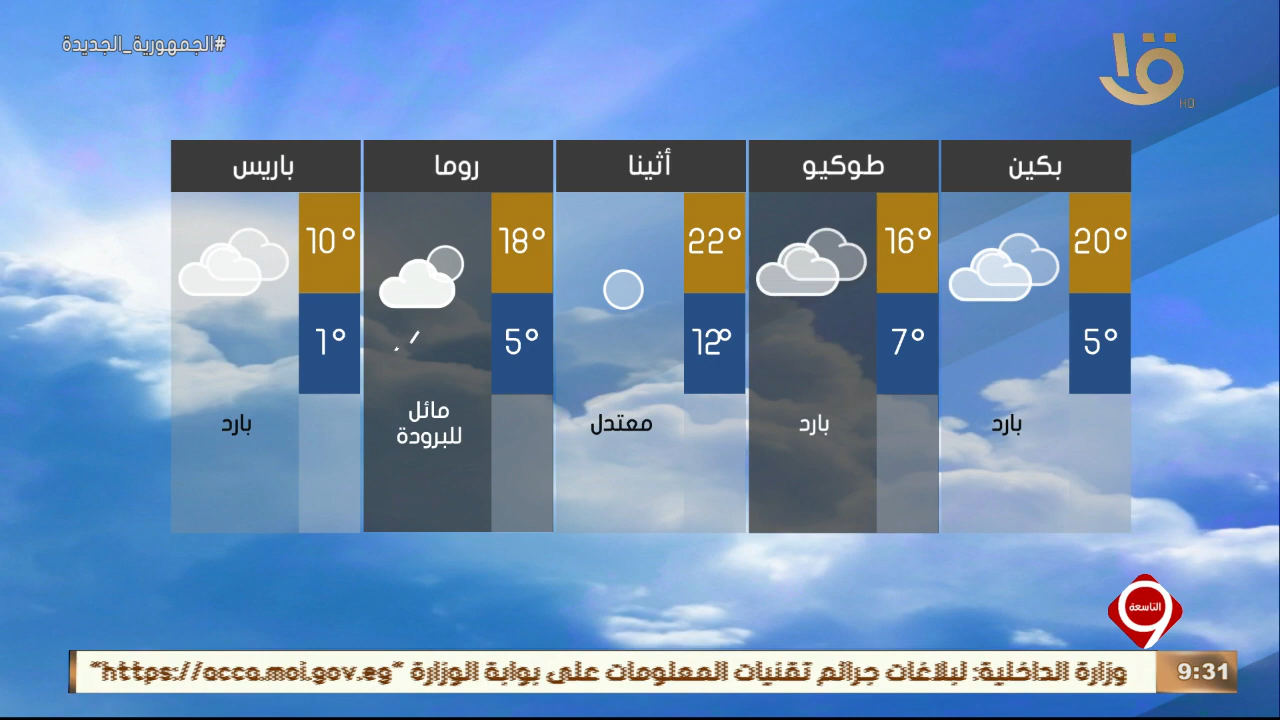 #الجمهورية_الجديدة
HD
بكين
20°
5°
بارد
طوكيو
16°
7°
بارد
أثينا
22°
12°
معتدل
روما
18°
5°
مائل
للبرودة
باريس
10°
1°
بارد
التاسعة
9
9:31
وزارة الداخلية: لبلاغات جرائم تقنيات المعلومات على بوابة الوزارة "https://acca.moi.gov.eg"